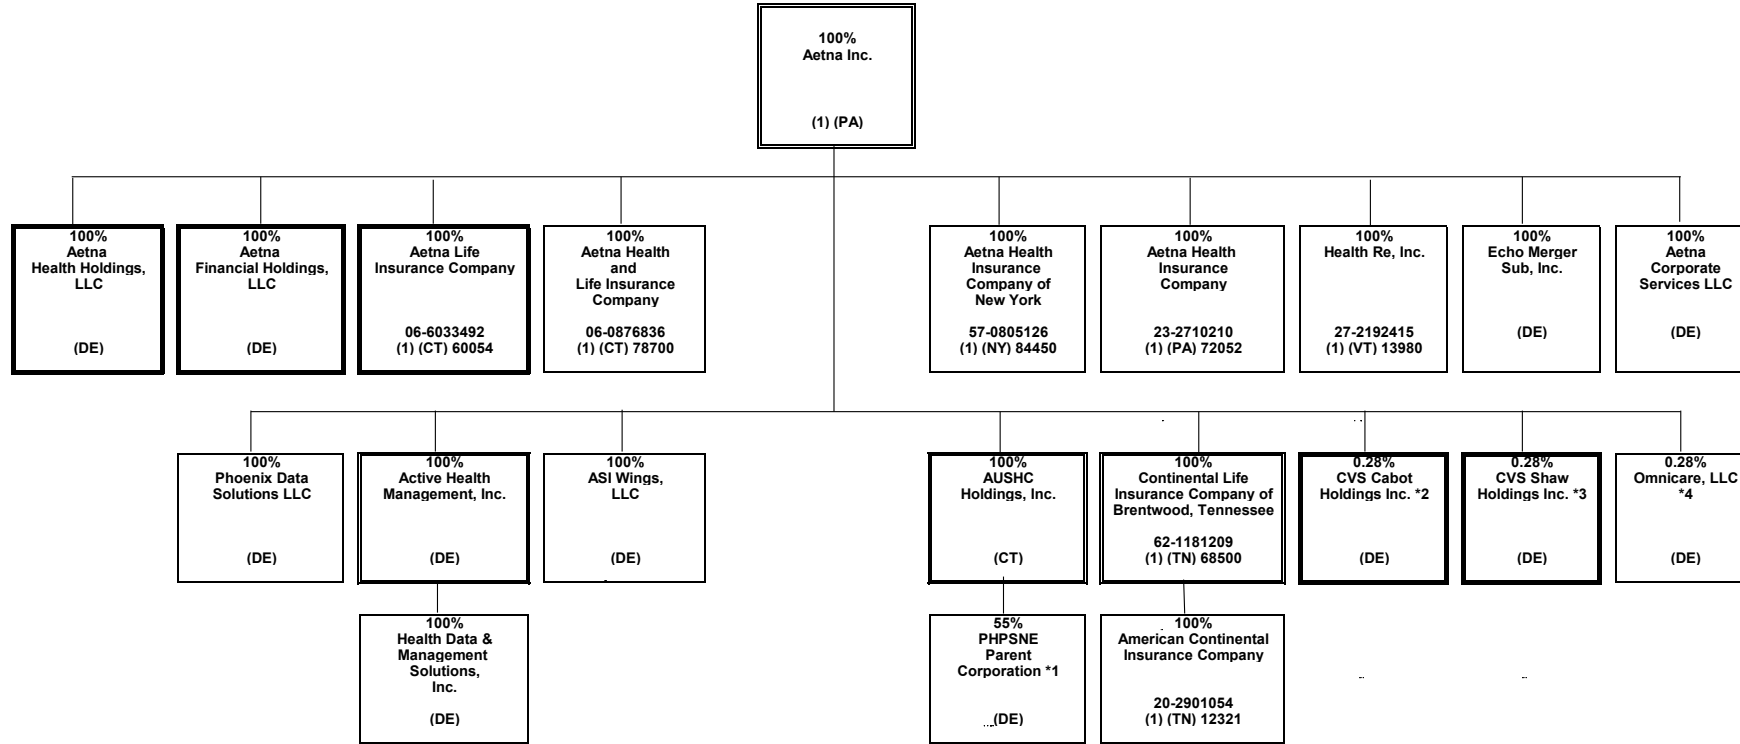 100%
Aetna Inc.
(1) (PA)
100%
Aetna
Health Holdings,
LLC
(DE)
100%
Aetna
Financial Holdings,
LLC
(DE)
100%
Aetna Life
Insurance Company
06-6033492
(1) (CT) 60054
100%
Aetna Health
and
Life Insurance
Company
06-0876836
(1) (CT) 78700
100%
Aetna Health
Insurance
Company of
New York
57-0805126
(1) (NY) 84450
100%
Aetna Health
Insurance
Company
23-2710210
(1) (PA) 72052
100%
Health Re, Inc.
27-2192415
(1) (VT) 13980
100%
Echo Merger
Sub, Inc.
(DE)
100%
Aetna
Corporate
Services LLC
(DE)
100%
Phoenix Data
Solutions LLC
(DE)
100%
Active Health
Management, Inc.
(DE)
100%
ASI Wings,
LLC
(DE)
100%
AUSHC
Holdings, Inc.
(CT)
100%
Continental Life
Insurance Company of
Brentwood, Tennessee
62-1181209
(1) (TN) 68500
0.28%
CVS Cabot
Holdings Inc. *2
(DE)
0.28%
CVS Shaw
Holdings Inc. *3
(DE)
0.28%
Omnicare, LLC
*4
(DE)
100%
Health Data &
Management
Solutions,
Inc.
(DE)
55%
PHPSNE
Parent
Corporation *1
(DE)
100%
American Continental
Insurance Company
20-2901054
(1) (TN) 12321